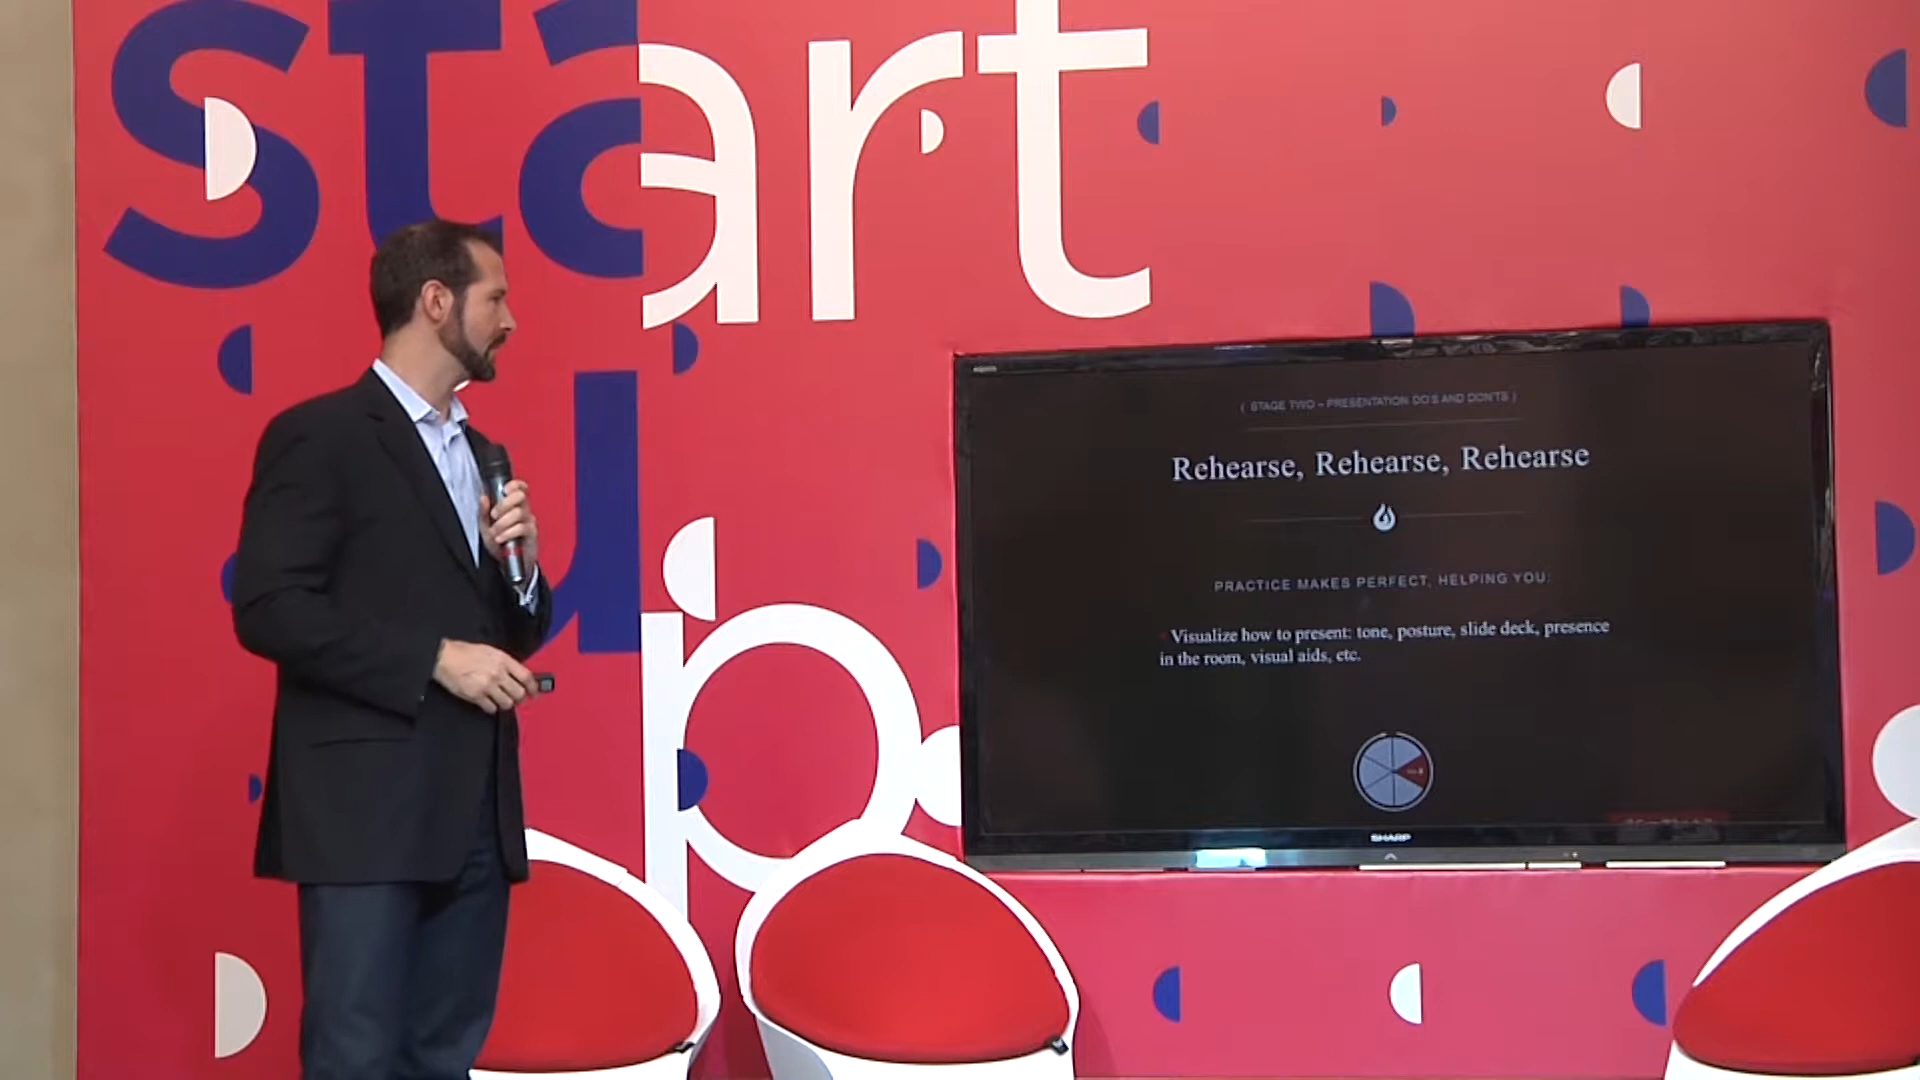 start
up
( STAGE TWO – PRESENTATION DO'S AND DON'TS )
Rehearse, Rehearse, Rehearse
PRACTICE MAKES PERFECT, HELPING YOU:
Visualize how to present: tone, posture, slide deck, presence
in the room, visual aids, etc.
SHARP